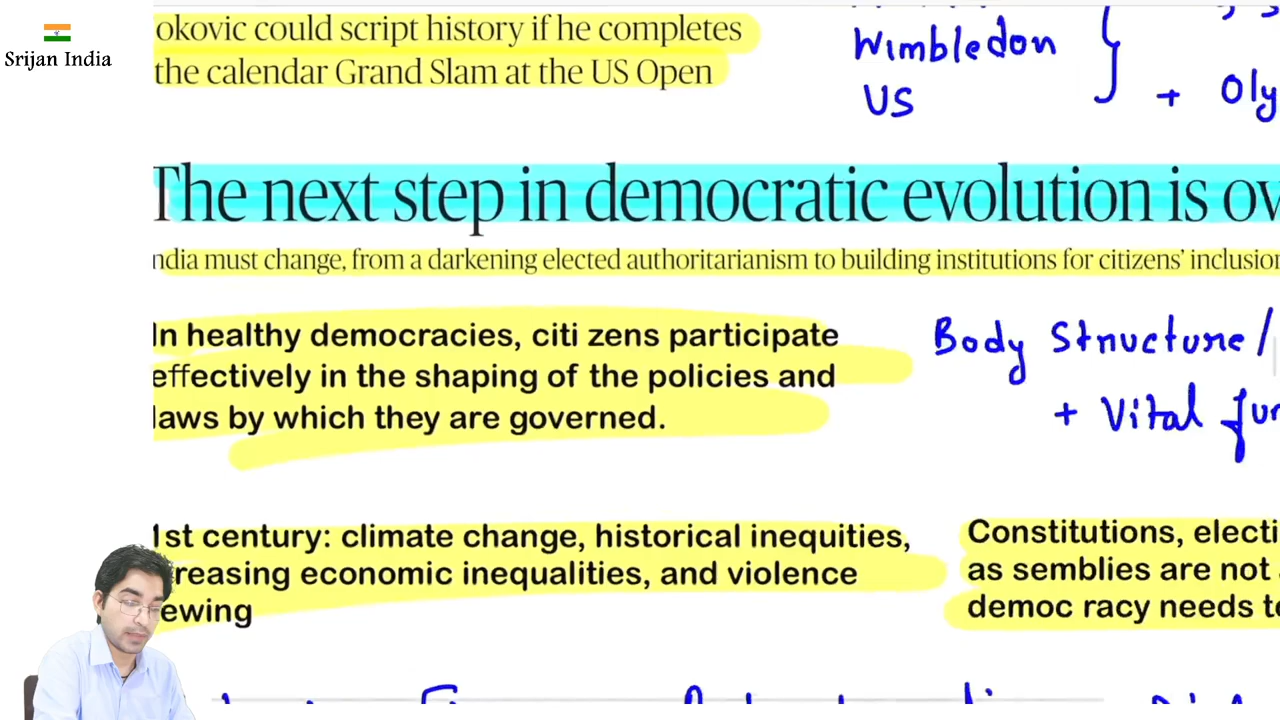 Srijan India
okovic could script history if he completes
the calendar Grand Slam at the US Open
Wimbledon
US
+
The next step in democratic evolution is
ndia must change, from a darkening elected authoritarianism to building institutions for citizens' inclusion
In healthy democracies, citi zens participate
effectively in the shaping of the policies and
laws by which they are governed.
Body Structure/
+ Vital
1st century: climate change, historical inequities,
reasing economic inequalities, and violence
ewing
Constitutions,
as semblies are not
democ racy needs